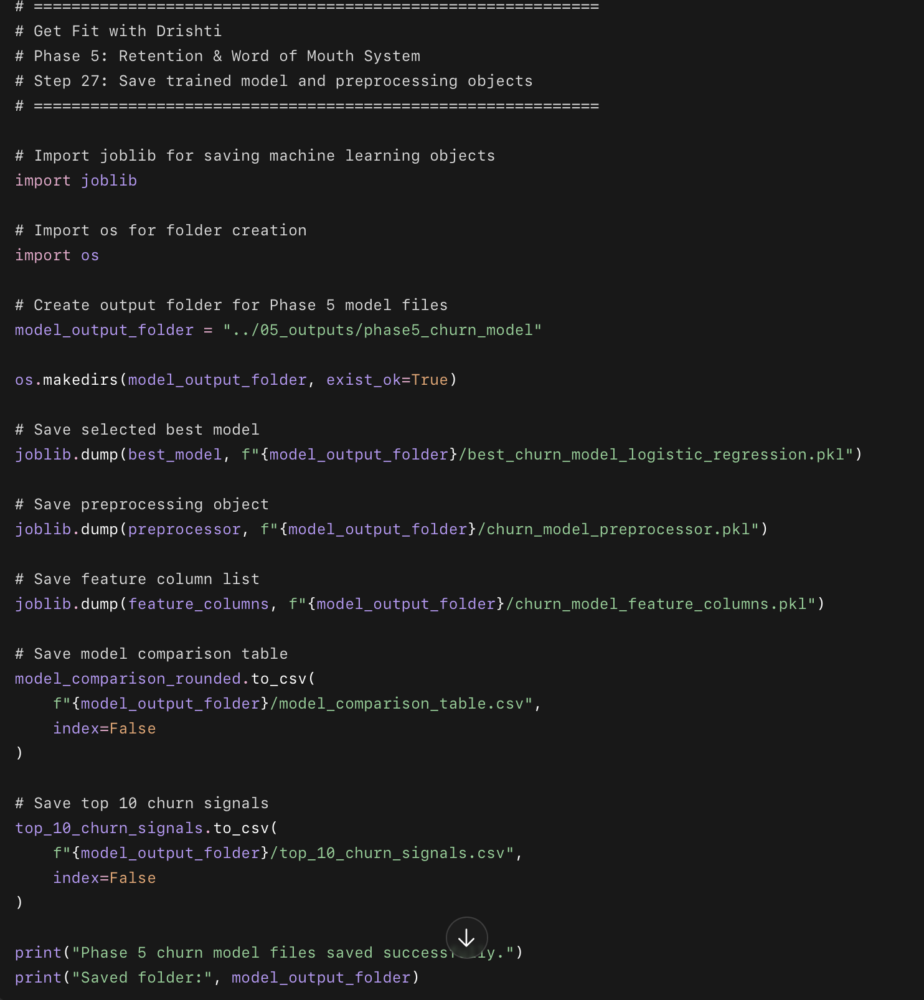 # ============================================================
# Get Fit with Drishti
# Phase 5: Retention & Word of Mouth System
# Step 27: Save trained model and preprocessing objects
# ============================================================
# Import joblib for saving machine learning objects
import joblib
# Import os for folder creation
import os
# Create output folder for Phase 5 model files
model_output_folder = "../05_outputs/phase5_churn_model"
os.makedirs(model_output_folder, exist_ok=True)
# Save selected best model
joblib.dump(best_model, f"{model_output_folder}/best_churn_model_logistic_regression.pkl")
# Save preprocessing object
joblib.dump(preprocessor, f"{model_output_folder}/churn_model_preprocessor.pkl")
# Save feature column list
joblib.dump(feature_columns, f"{model_output_folder}/churn_model_feature_columns.pkl")
# Save model comparison table
model_comparison_rounded.to_csv(
    f"{model_output_folder}/model_comparison_table.csv",
    index=False
)
# Save top 10 churn signals
top_10_churn_signals.to_csv(
    f"{model_output_folder}/top_10_churn_signals.csv",
    index=False
)
print("Phase 5 churn model files saved successfully.")
print("Saved folder:", model_output_folder)